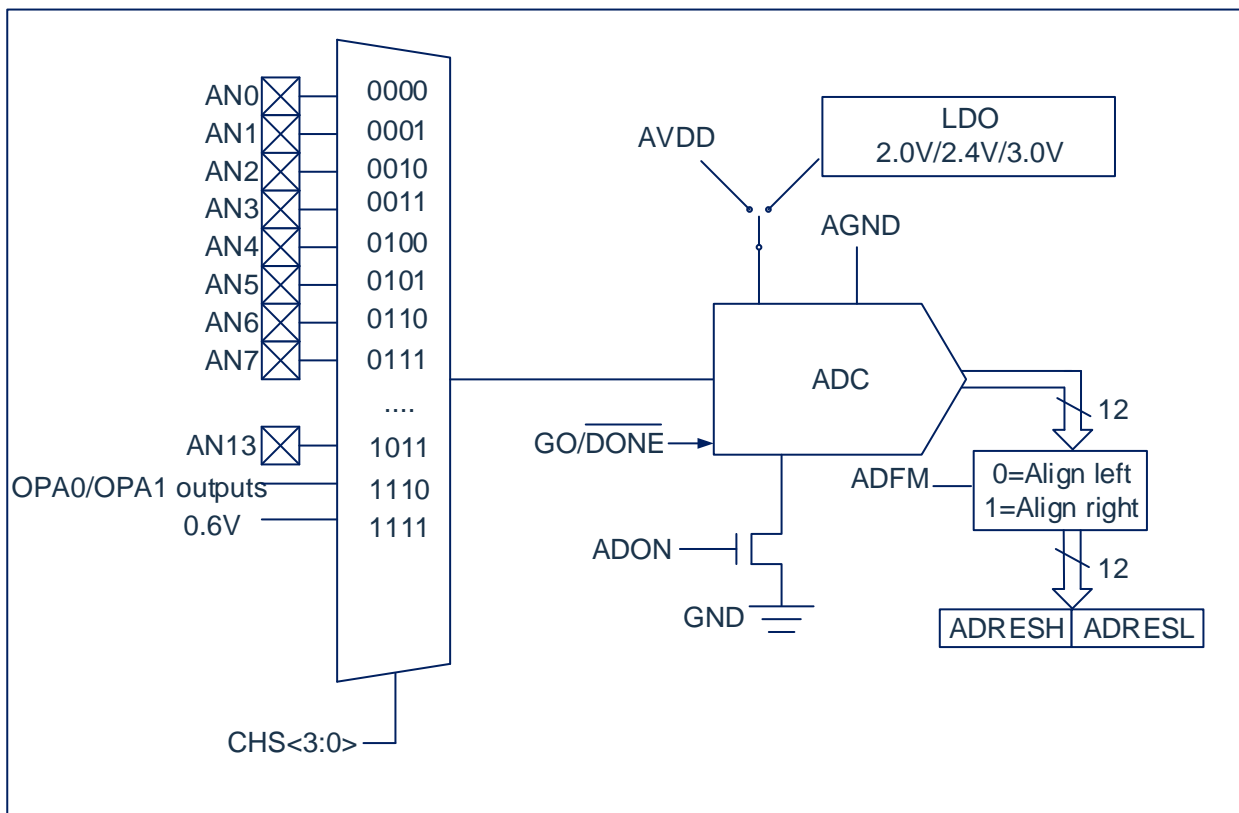 AN0 0000
AN1 0001
AN2 0010
AN3 0011
AN4 0100
AN5 0101
AN6 0110
AN7 0111
....
AN13 1011
OPA0/OPA1 outputs 1110
0.6V 1111
CHS<3:0>
AVDD
LDO
2.0V/2.4V/3.0V
AGND
ADC
GO/DONE
12
ADFM
0=Align left
1=Align right
ADON
12
GND
ADRESH ADRESL